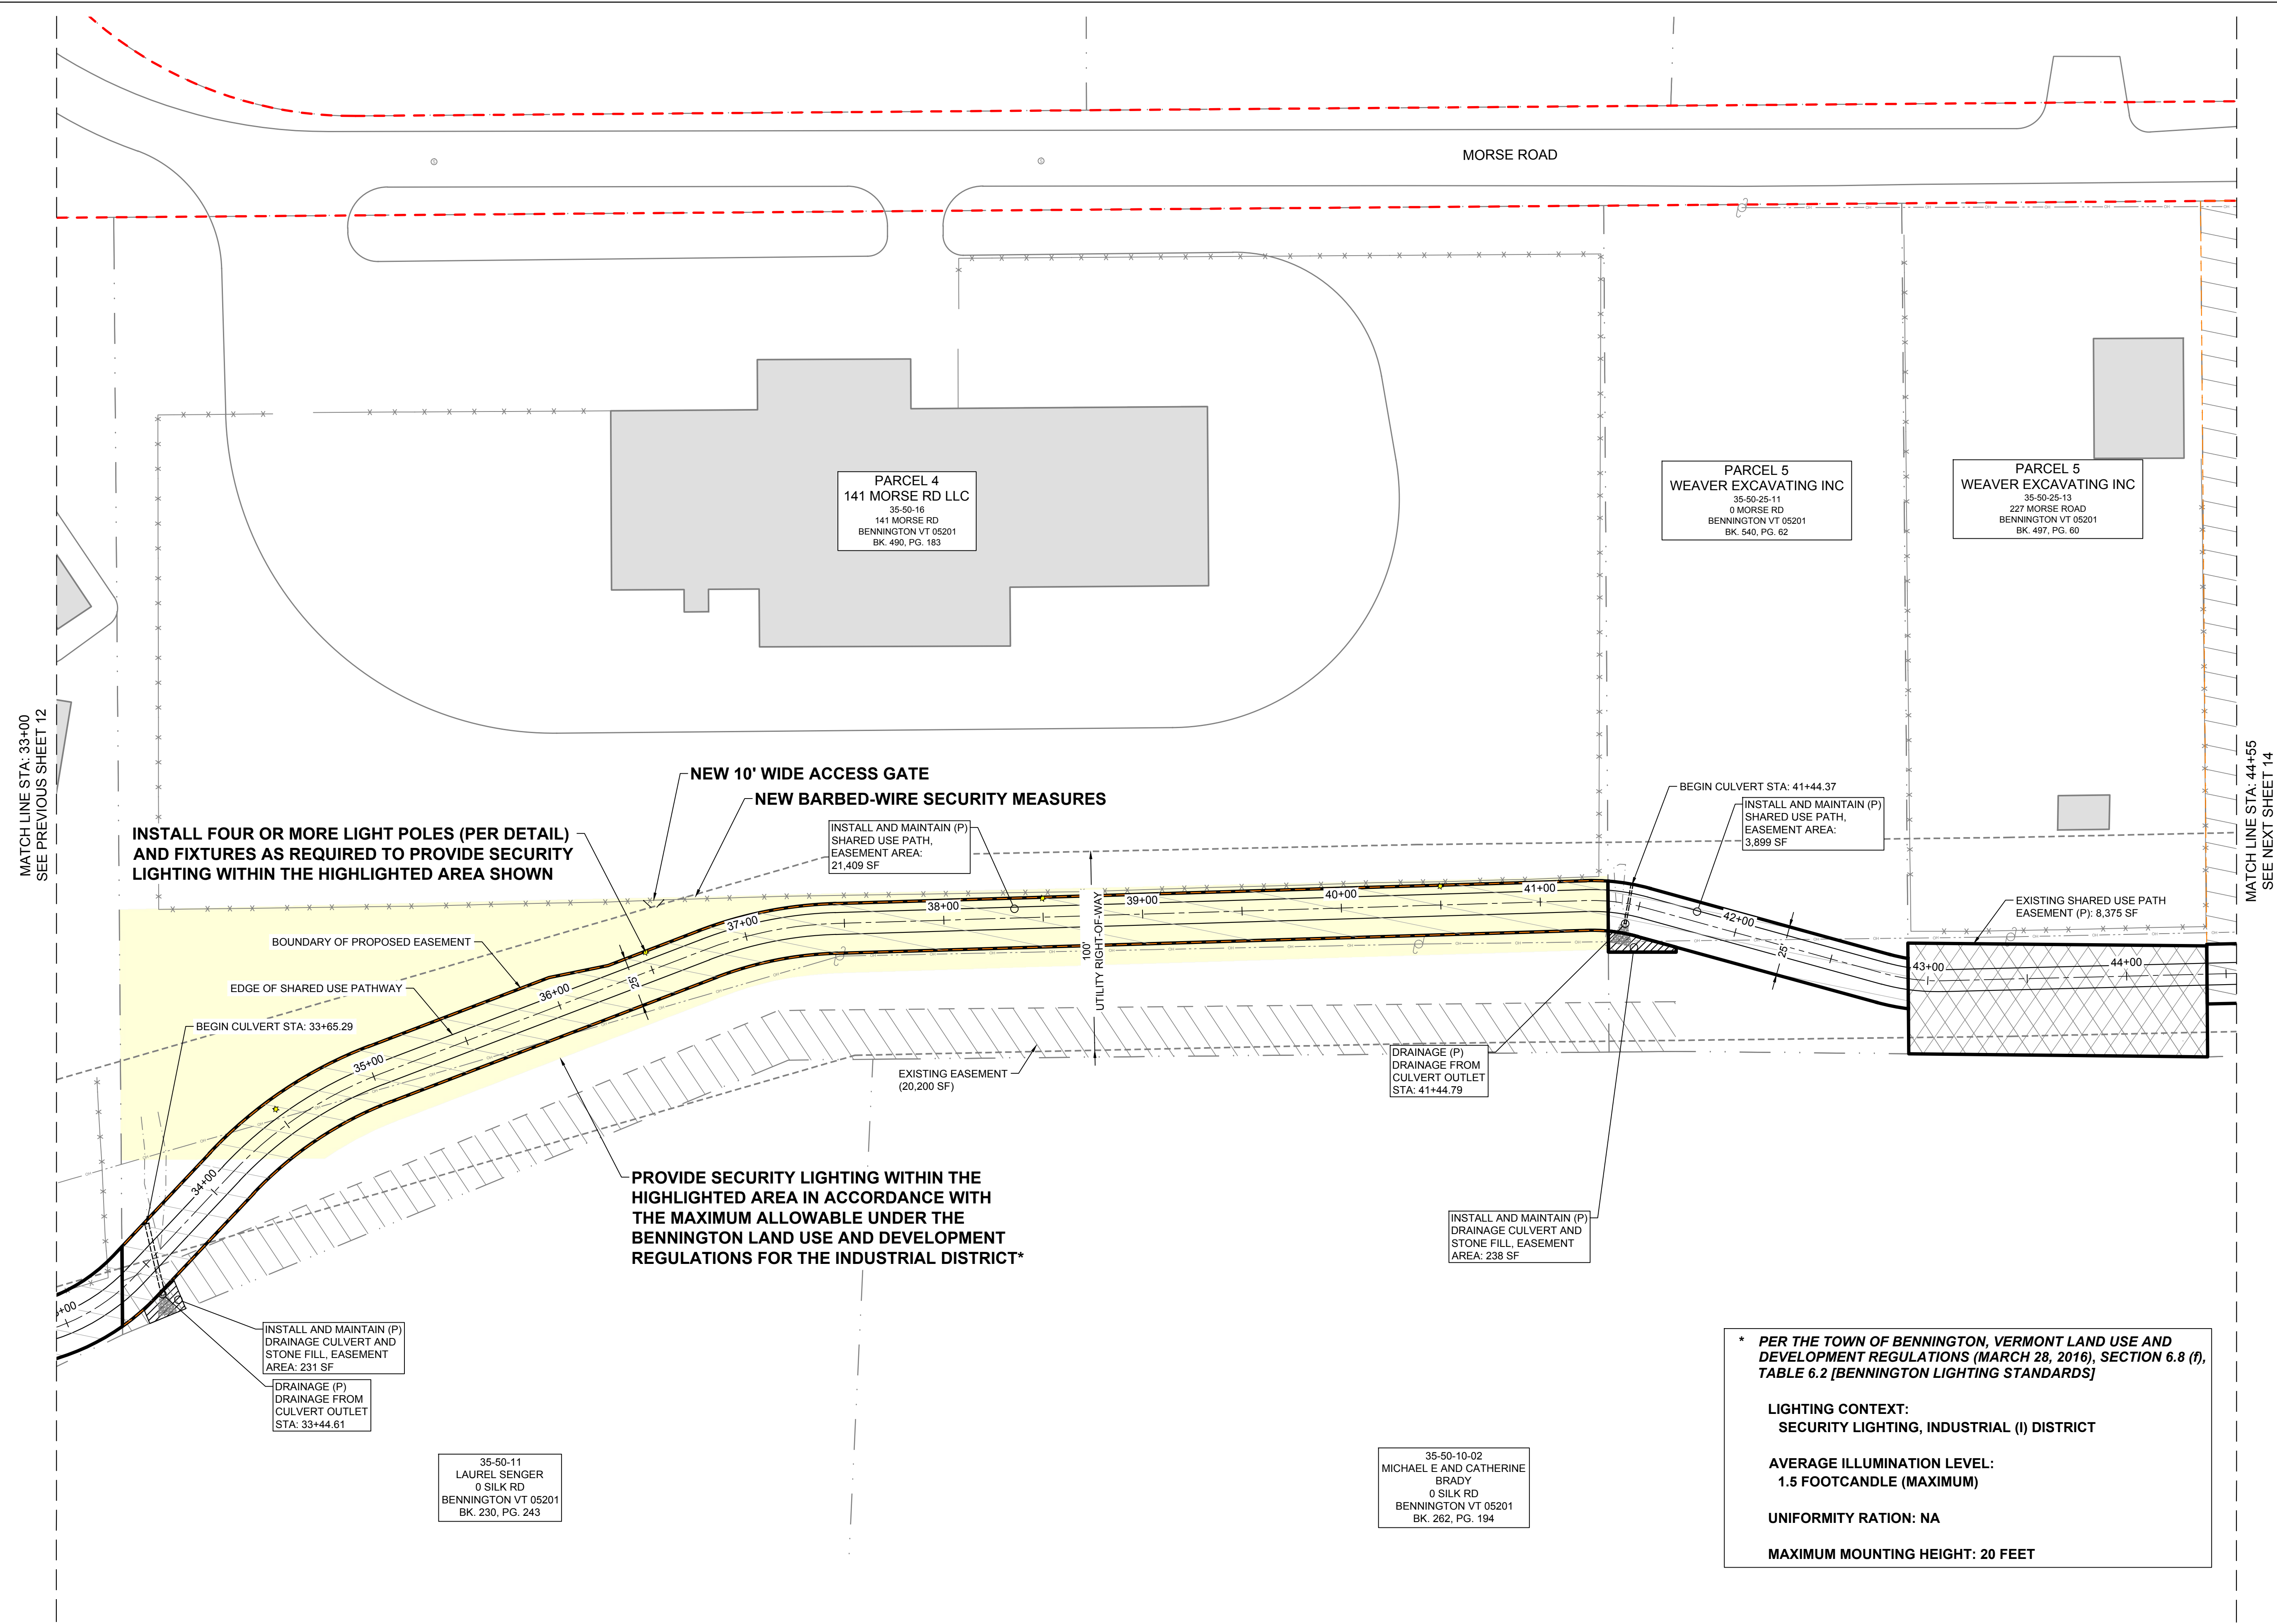 MORSE ROAD
PARCEL 4
141 MORSE RD LLC
35-50-16
141 MORSE RD
BENNINGTON VT 05201
BK. 490, PG. 183
PARCEL 5
WEAVER EXCAVATING INC
35-50-25-11
0 MORSE RD
BENNINGTON VT 05201
BK. 540, PG. 62
PARCEL 5
WEAVER EXCAVATING INC
35-50-25-13
227 MORSE ROAD
BENNINGTON VT 05201
BK. 497, PG. 60
MATCH LINE STA: 33+00
SEE PREVIOUS SHEET 12
MATCH LINE STA: 44+55
SEE NEXT SHEET 14
NEW 10' WIDE ACCESS GATE
NEW BARBED-WIRE SECURITY MEASURES
INSTALL FOUR OR MORE LIGHT POLES (PER DETAIL)
AND FIXTURES AS REQUIRED TO PROVIDE SECURITY
LIGHTING WITHIN THE HIGHLIGHTED AREA SHOWN
INSTALL AND MAINTAIN (P)
SHARED USE PATH,
EASEMENT AREA:
21,409 SF
BEGIN CULVERT STA: 41+44.37
INSTALL AND MAINTAIN (P)
SHARED USE PATH,
EASEMENT AREA:
3,899 SF
EXISTING SHARED USE PATH
EASEMENT (P): 8,375 SF
BOUNDARY OF PROPOSED EASEMENT
EDGE OF SHARED USE PATHWAY
BEGIN CULVERT STA: 33+65.29
+00
34+00
35+00
36+00
37+00
38+00
39+00
40+00
41+00
42+00
43+00
44+00
25'
25'
100'
UTILITY RIGHT-OF-WAY
EXISTING EASEMENT
(20,200 SF)
DRAINAGE (P)
DRAINAGE FROM
CULVERT OUTLET
STA: 41+44.79
PROVIDE SECURITY LIGHTING WITHIN THE
HIGHLIGHTED AREA IN ACCORDANCE WITH
THE MAXIMUM ALLOWABLE UNDER THE
BENNINGTON LAND USE AND DEVELOPMENT
REGULATIONS FOR THE INDUSTRIAL DISTRICT*
INSTALL AND MAINTAIN (P)
DRAINAGE CULVERT AND
STONE FILL, EASEMENT
AREA: 238 SF
INSTALL AND MAINTAIN (P)
DRAINAGE CULVERT AND
STONE FILL, EASEMENT
AREA: 231 SF
DRAINAGE (P)
DRAINAGE FROM
CULVERT OUTLET
STA: 33+44.61
35-50-11
LAUREL SENGER
0 SILK RD
BENNINGTON VT 05201
BK. 230, PG. 243
35-50-10-02
MICHAEL E AND CATHERINE
BRADY
0 SILK RD
BENNINGTON VT 05201
BK. 262, PG. 194
* PER THE TOWN OF BENNINGTON, VERMONT LAND USE AND
DEVELOPMENT REGULATIONS (MARCH 28, 2016), SECTION 6.8 (f),
TABLE 6.2 [BENNINGTON LIGHTING STANDARDS]
LIGHTING CONTEXT:
SECURITY LIGHTING, INDUSTRIAL (I) DISTRICT
AVERAGE ILLUMINATION LEVEL:
1.5 FOOTCANDLE (MAXIMUM)
UNIFORMITY RATION: NA
MAXIMUM MOUNTING HEIGHT: 20 FEET